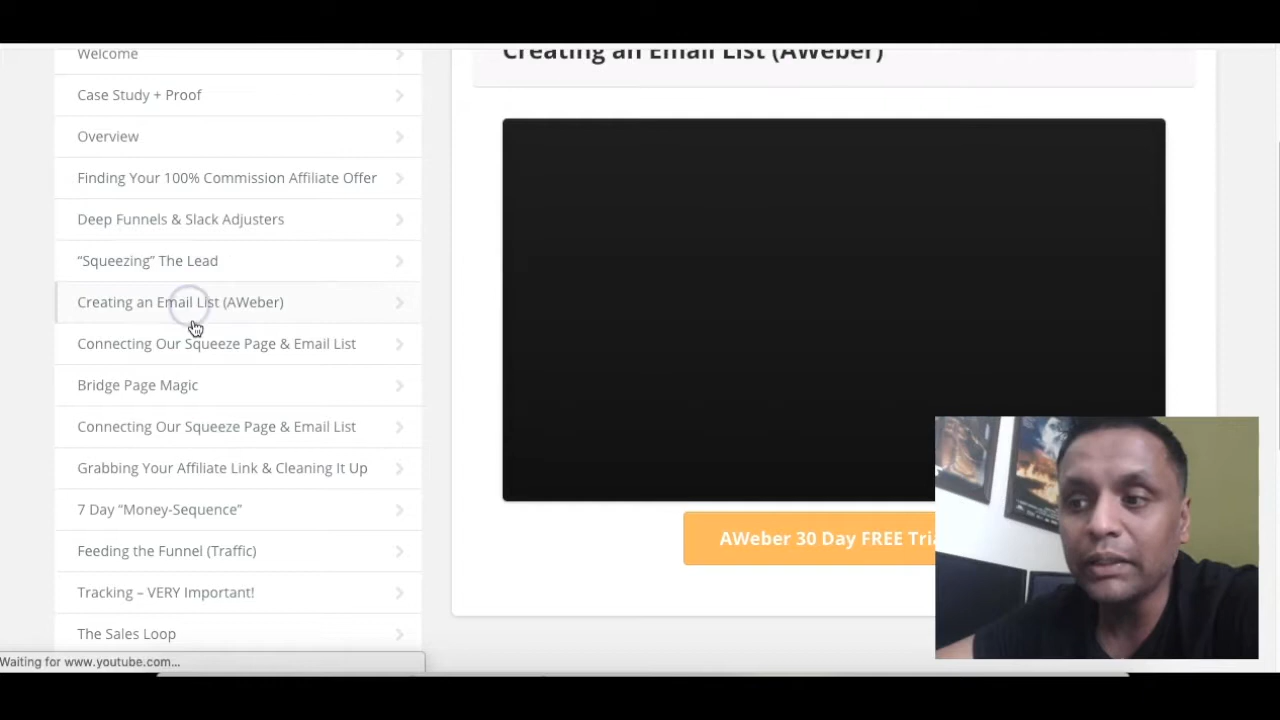 Welcome
Creating an Email List (AWeber)
Case Study + Proof
Overview
Finding Your 100% Commission Affiliate Offer
Deep Funnels & Slack Adjusters
“Squeezing” The Lead
Creating an Email List (AWeber)
Connecting Our Squeeze Page & Email List
Bridge Page Magic
Connecting Our Squeeze Page & Email List
Grabbing Your Affiliate Link & Cleaning It Up
7 Day “Money-Sequence”
AWeber 30 Day FREE Tria
Feeding the Funnel (Traffic)
Tracking – VERY Important!
The Sales Loop
Waiting for www.youtube.com...